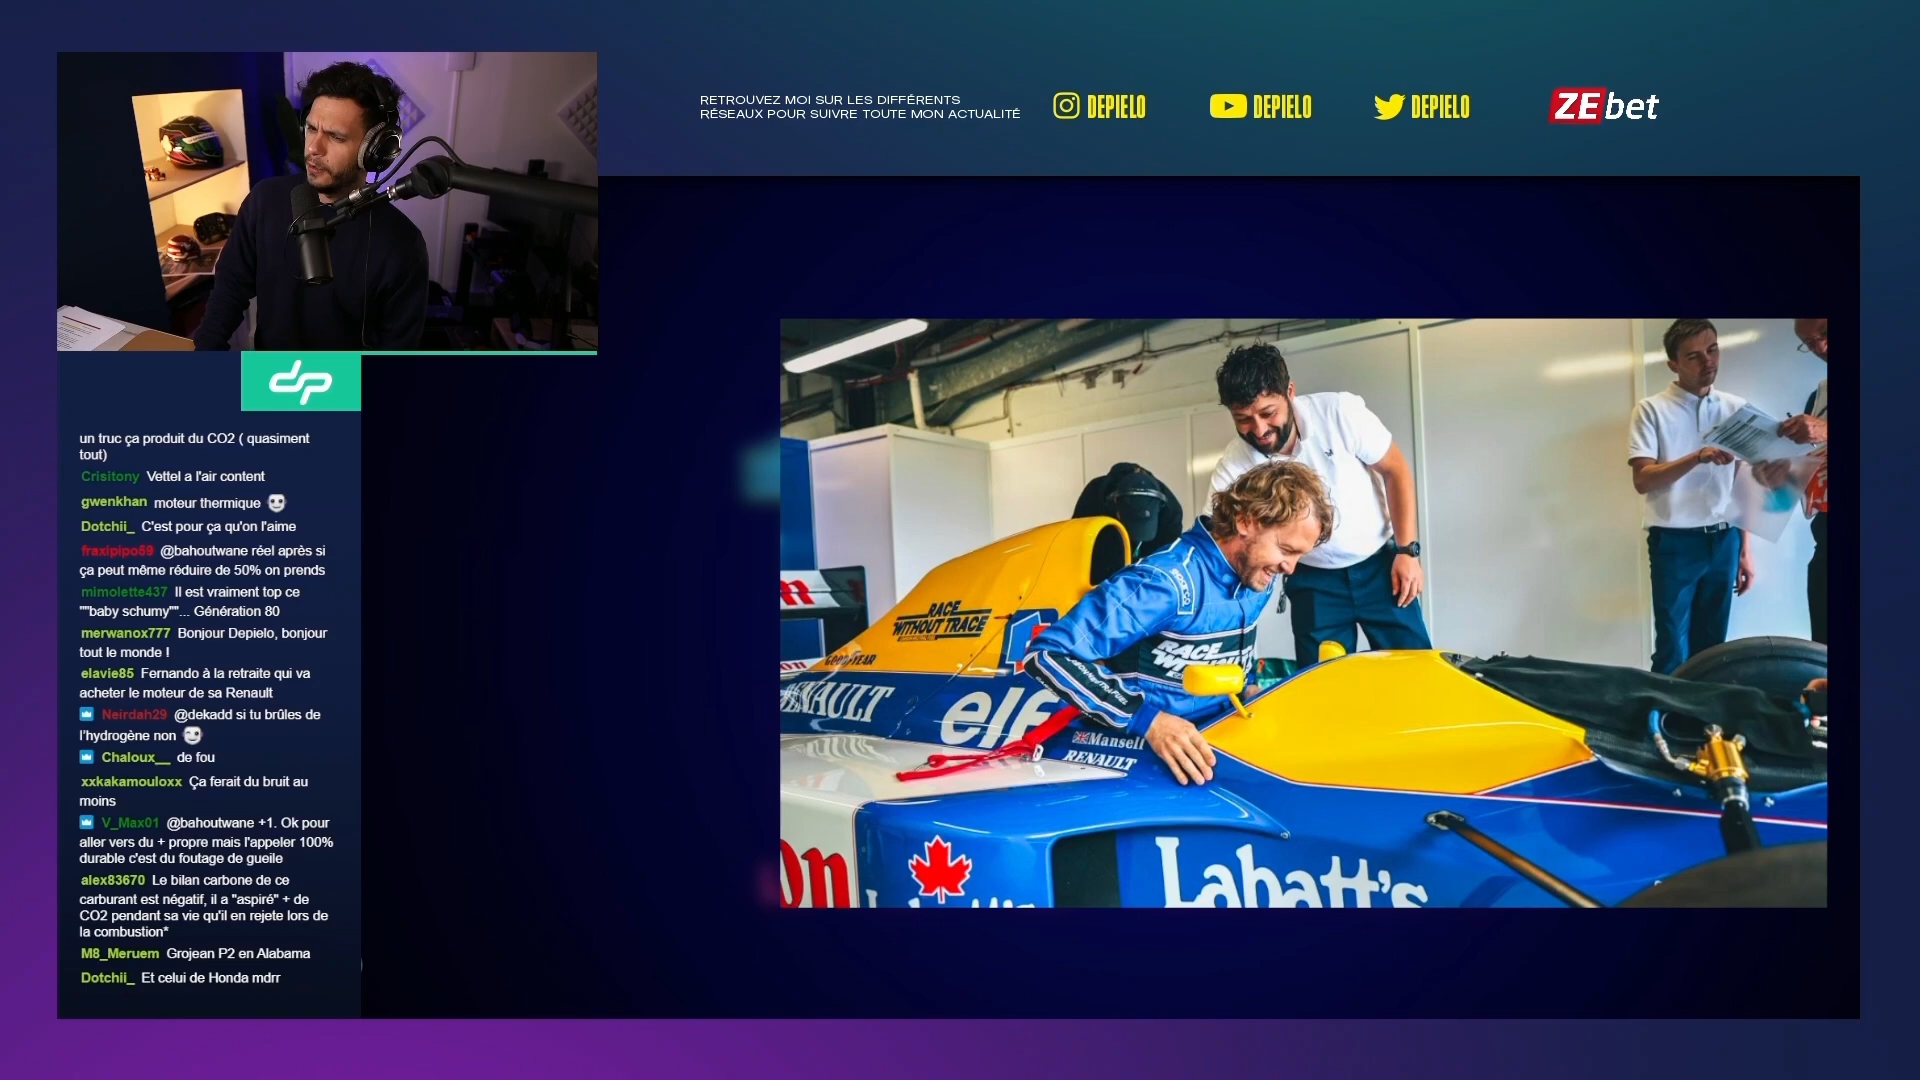 RETROUVEZ MOI SUR LES DIFFÉRENTS
RÉSEAUX POUR SUIVRE TOUTE MON ACTUALITÉ
DEPIELO
DEPIELO
DEPIELO
ZEbet
dp
un truc ça produit du CO2 ( quasiment
tout)
Crisitony Vettel a l'air content
gwenkhan moteur thermique
Dotchii_ C'est pour ça qu'on l'aime
fraxipipo59 @bahoutwane réel après si
ça peut même réduire de 50% on prends
mimolette437 Il est vraiment top ce
""baby schumy""... Génération 80
merwanox777 Bonjour Depielo, bonjour
tout le monde !
elavie85 Fernando à la retraite qui va
acheter le moteur de sa Renault
Neirdah29 @dekadd si tu brûles de
l'hydrogène non
Chaloux__ de fou
xxkakamouloxx Ça ferait du bruit au
moins
V_Max01 @bahoutwane +1. Ok pour
aller vers du + propre mais l'appeler 100%
durable c'est du foutage de gueile
alex83670 Le bilan carbone de ce
carburant est négatif, il a "aspiré" + de
CO2 pendant sa vie qu'il en rejete lors de
la combustion*
M8_Meruem Grojean P2 en Alabama
Dotchii_ Et celui de Honda mdrr
RACE
WITHOUT TRACE
GOODYEAR
RENAULT
elf
SPARCO
RACE
Mansell
RENAULT
on
Labatt's